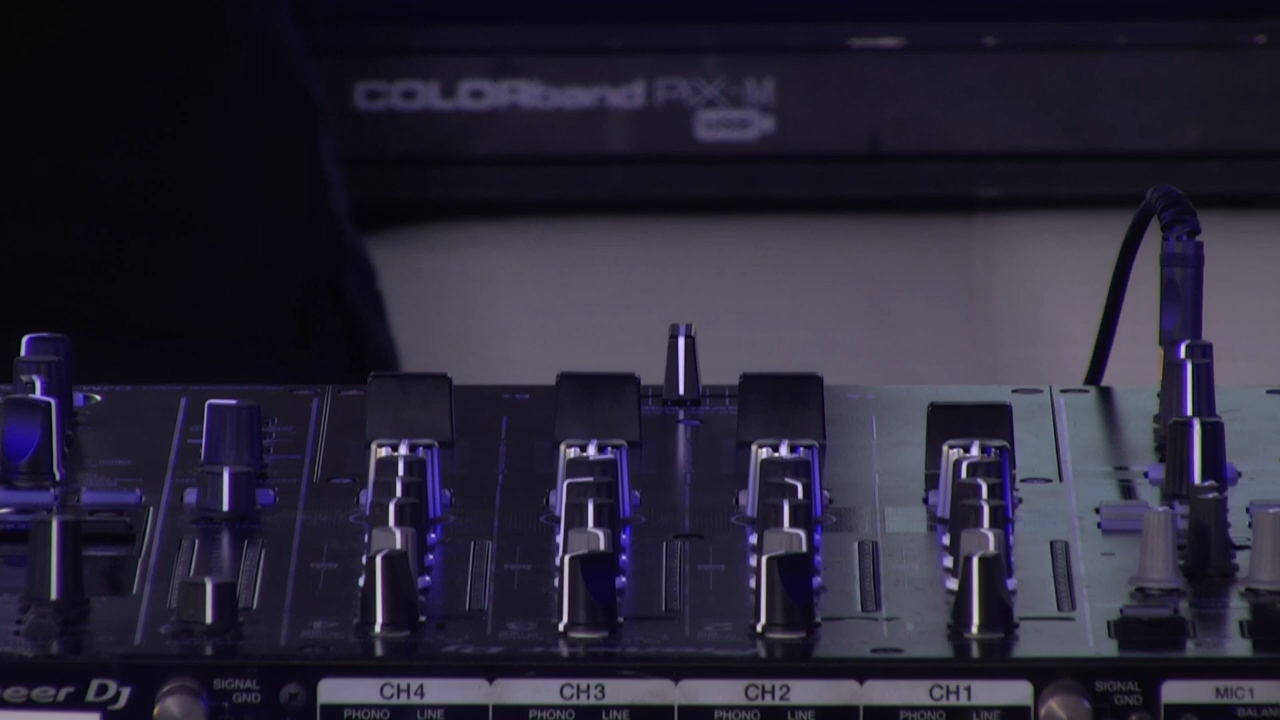 COLORband PiX-M
eer DJ
SIGNAL
GND
CH4
CH3
CH2
CH1
SIGNAL
GND
MIC1
PHONO LINE
PHONO LINE
PHONO LINE
PHONO LINE